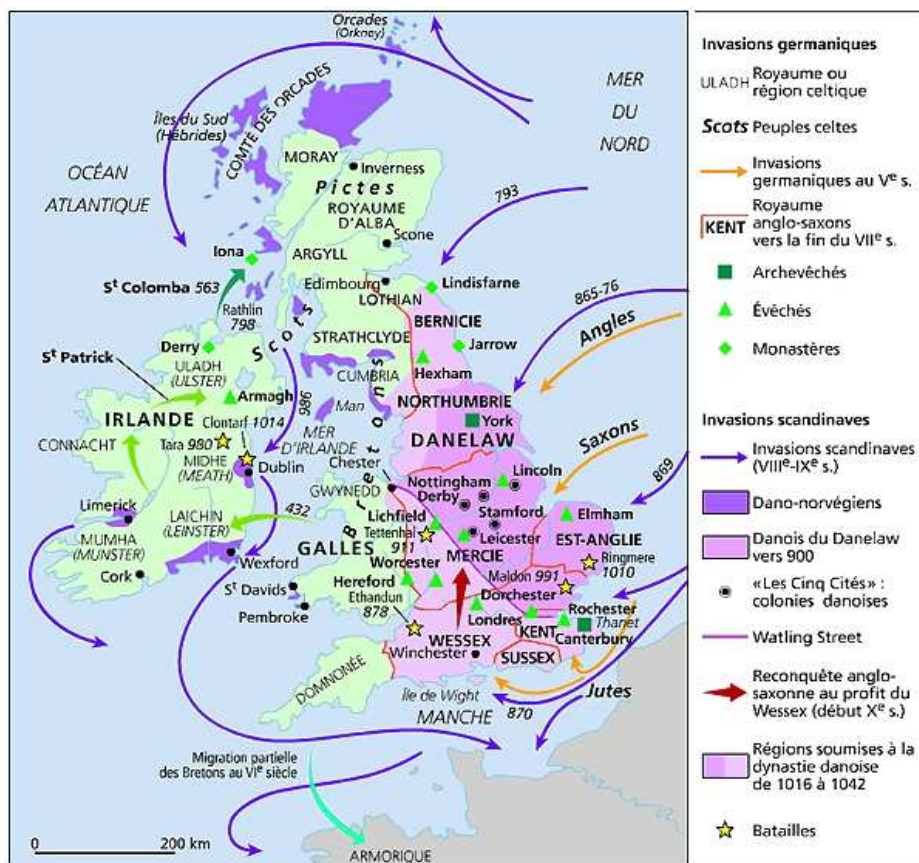 Orcades
(Orkney)
MER
DU
NORD
Îles du Sud
(Hébrides)
COMTÉ DES ORCADES
OCÉAN
ATLANTIQUE
MORAY
Inverness
Pictes
ROYAUME
D'ALBA
Scone
793
Iona
ARGYLL
St Colomba 563
Edimbourg
LOTHIAN
Lindisfarne
Rathlin
798
Scots
BERNICIE
865-76
Angles
Derry
STRATHCLYDE
Jarrow
ULADH
(ULSTER)
St Patrick
CUMBRIA
Hexham
Armagh
986
Man
Bretons
NORTHUMBRIE
York
IRLANDE
Clontarf 1014
Tara 980
MER
D'IRLANDE
DANELAW
CONNACHT
MIDHE
(MEATH)
Dublin
Chester
Saxons
Lincoln
869
GWYNEDD
Nottingham
Derby
Stamford
Limerick
LAICHIN
(LEINSTER)
432
Lichfield
Tettenhal
911
Leicester
Elmham
EST-ANGLIE
MUMHA
(MUNSTER)
GALLES
MERCIE
Ringmere
1010
Wexford
Worcester
Maldon 991
Cork
St Davids
Hereford
Ethandun
878
Dorchester
Pembroke
Londres
Rochester
Thanet
WESSEX
KENT
Canterbury
Winchester
SUSSEX
DOMNONÉE
Île de Wight
Jutes
MANCHE
870
Migration partielle
des Bretons au VIe siècle
0
200 km
ARMORIQUE
Invasions germaniques
ULADH
Royaume ou
région celtique
Scots
Peuples celtes
Invasions
germaniques au Ve s.
KENT
Royaume
anglo-saxons
vers la fin du VIIe s.
Archevêchés
Évêchés
Monastères
Invasions scandinaves
Invasions scandinaves
(VIIIe-IXe s.)
Dano-norvégiens
Danois du Danelaw
vers 900
«Les Cinq Cités» :
colonies danoises
Watling Street
Reconquête anglo-
saxonne au profit du
Wessex (début Xe s.)
Régions soumises à la
dynastie danoise
de 1016 à 1042
Batailles